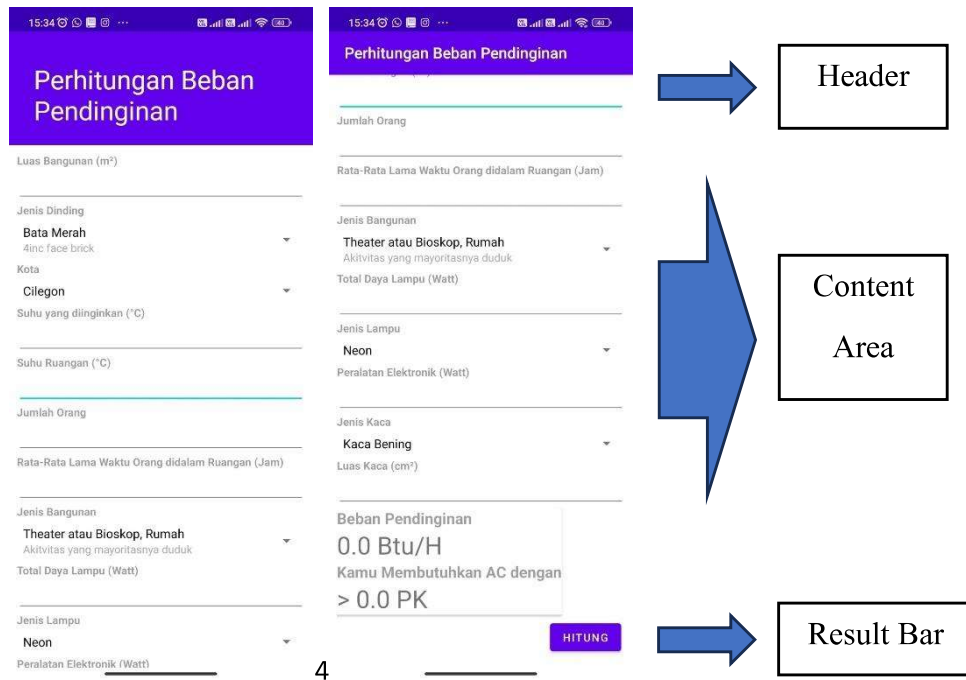 15:34
Perhitungan Beban
Pendinginan
Luas Bangunan (m²)
Jenis Dinding
Bata Merah
4inc face brick
Kota
Cilegon
Suhu yang diinginkan (°C)
Suhu Ruangan (°C)
Jumlah Orang
Rata-Rata Lama Waktu Orang didalam Ruangan (Jam)
Jenis Bangunan
Theater atau Bioskop, Rumah
Akitvitas yang mayoritasnya duduk
Total Daya Lampu (Watt)
Jenis Lampu
Neon
Peralatan Elektronik (Watt)
15:34
Perhitungan Beban Pendinginan
Jumlah Orang
Rata-Rata Lama Waktu Orang didalam Ruangan (Jam)
Jenis Bangunan
Theater atau Bioskop, Rumah
Akitvitas yang mayoritasnya duduk
Total Daya Lampu (Watt)
Jenis Lampu
Neon
Peralatan Elektronik (Watt)
Jenis Kaca
Kaca Bening
Luas Kaca (cm²)
Beban Pendinginan
0.0 Btu/H
Kamu Membutuhkan AC dengan
> 0.0 PK
HITUNG
4
Header
Content
Area
Result Bar